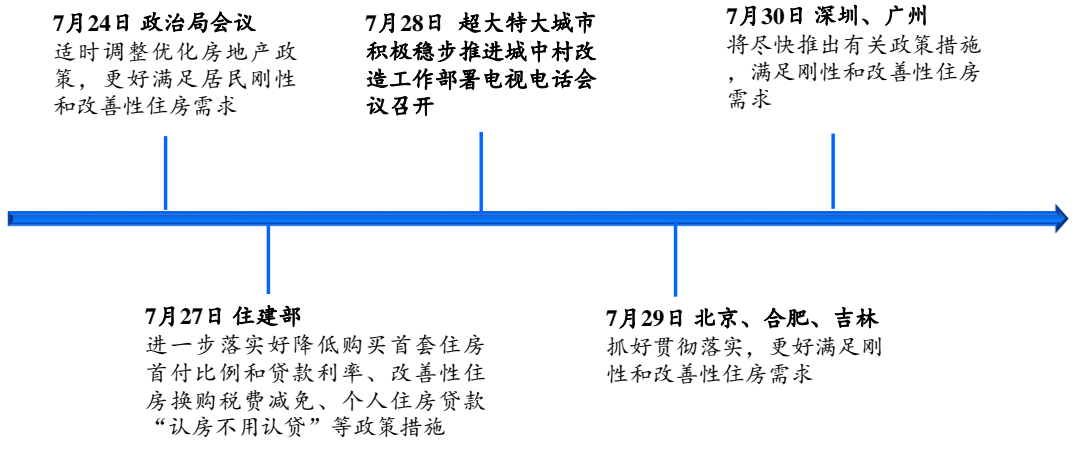 7月24日 政治局会议
适时调整优化房地产政
策，更好满足居民刚性
和改善性住房需求
7月28日 超大特大城市
积极稳步推进城中村改
造工作部署电视电话会
议召开
7月30日 深圳、广州
将尽快推出有关政策措施
，满足刚性和改善性住房
需求
7月27日 住建部
进一步落实好降低购买首套住房
首付比例和贷款利率、改善性住
房换购税费减免、个人住房贷款
“认房不用认贷”等政策措施
7月29日 北京、合肥、吉林
抓好贯彻落实，更好满足刚
性和改善性住房需求